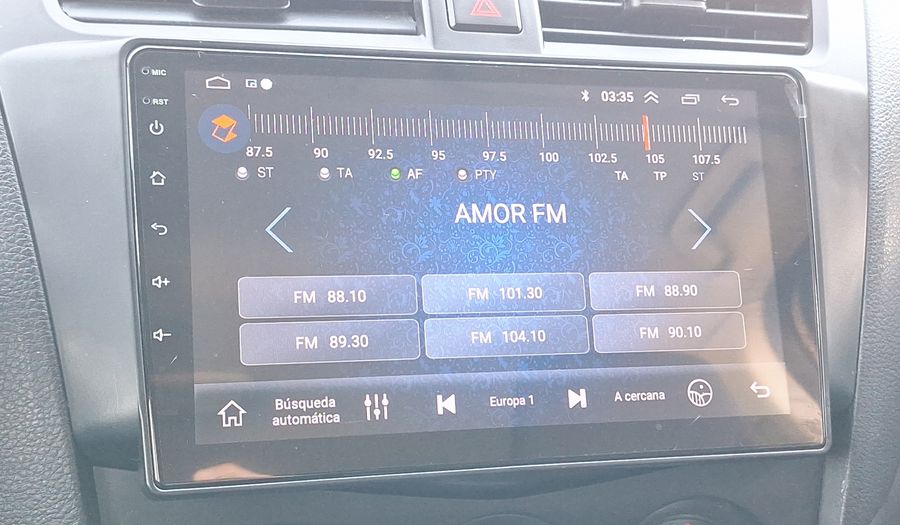 MIC
03:35
RST
87.5 90 92.5 95 97.5 100 102.5 105 107.5
ST TA AF PTY TA TP ST
AMOR FM
FM 88.10 FM 101.30 FM 88.90
FM 89.30 FM 104.10 FM 90.10
Búsqueda
automática
Europa 1
A cercana